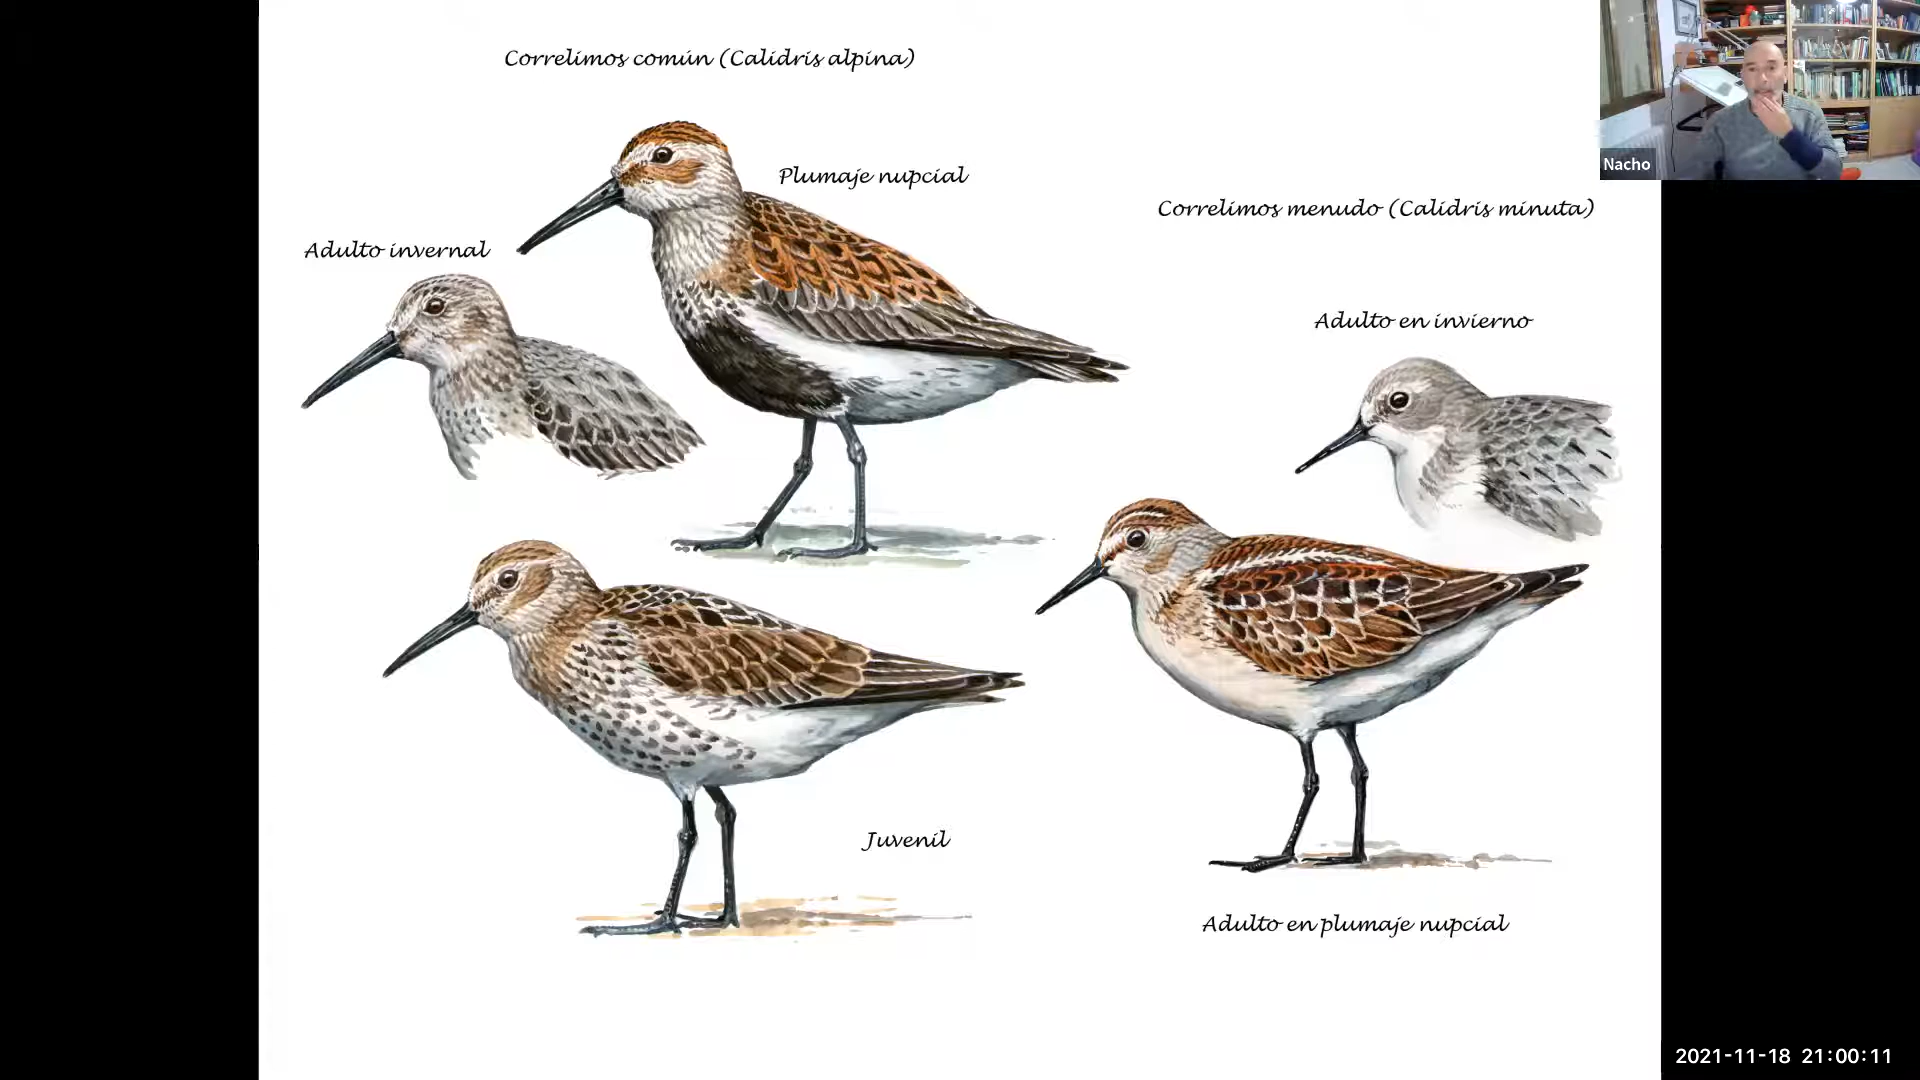 Correlimos común (Calidris alpina)
Plumaje nupcial
Nacho
Correlimos menudo (Calidris minuta)
Adulto invernal
Adulto en invierno
Juvenil
Adulto en plumaje nupcial
2021-11-18 21:00:11